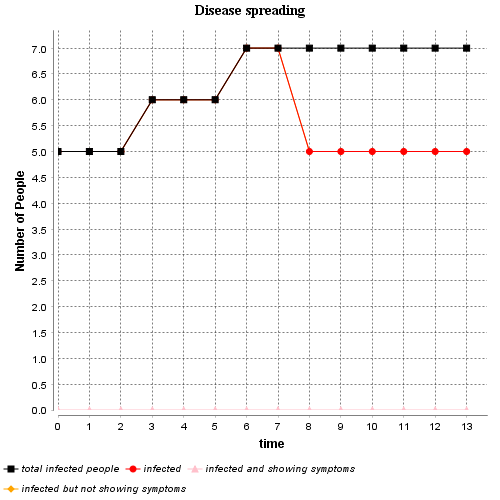 Disease spreading
Number of People
7.0
6.5
6.0
5.5
5.0
4.5
4.0
3.5
3.0
2.5
2.0
1.5
1.0
0.5
0.0
0 1 2 3 4 5 6 7 8 9 10 11 12 13
time
total infected people infected infected and showing symptoms
infected but not showing symptoms